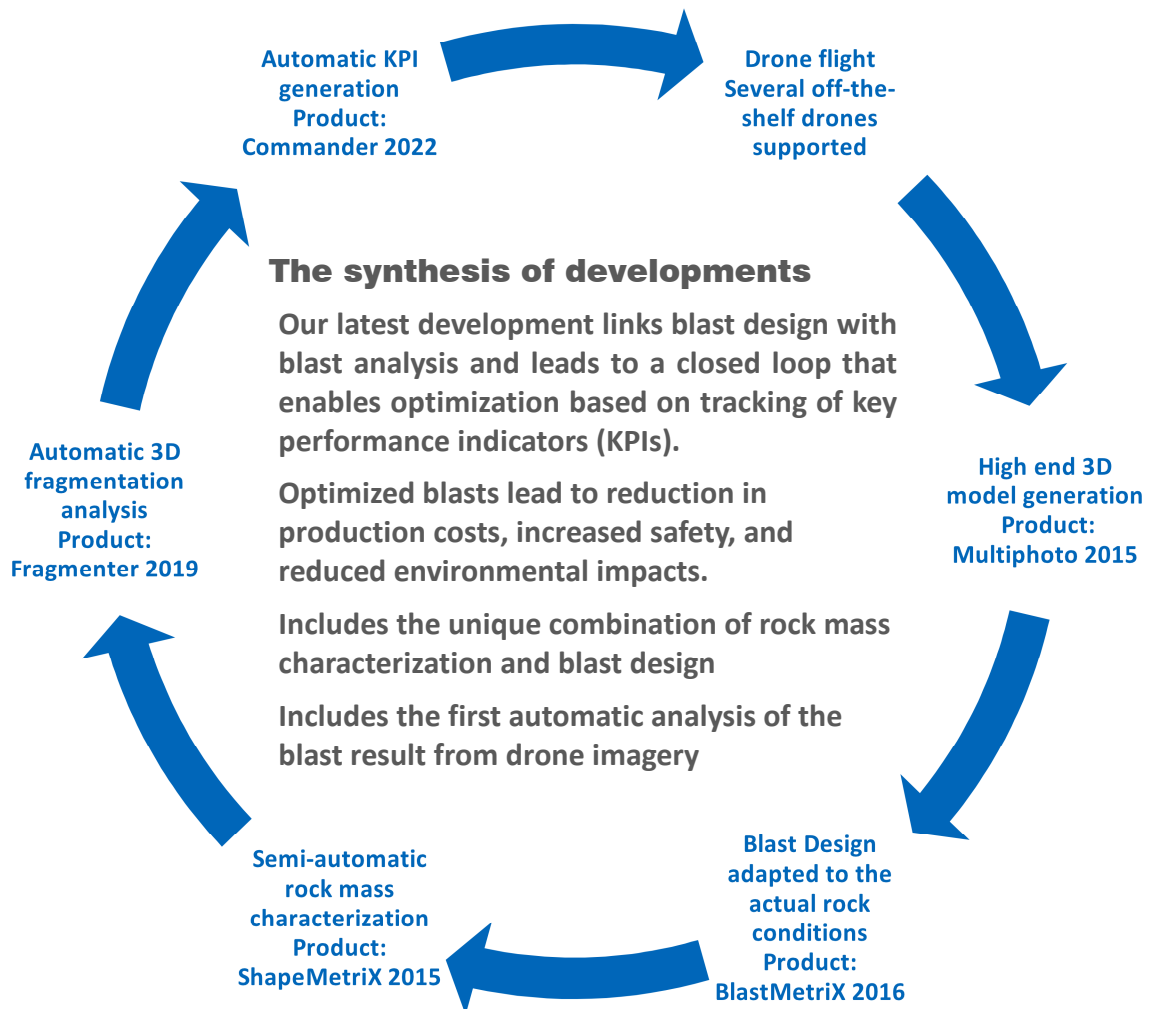 Automatic KPI
generation
Product:
Commander 2022
Drone flight
Several off-the-
shelf drones
supported
The synthesis of developments
Our latest development links blast design with
blast analysis and leads to a closed loop that
enables optimization based on tracking of key
performance indicators (KPIs).
Optimized blasts lead to reduction in
production costs, increased safety, and
reduced environmental impacts.
Includes the unique combination of rock mass
characterization and blast design
Includes the first automatic analysis of the
blast result from drone imagery
High end 3D
model generation
Product:
Multiphoto 2015
Blast Design
adapted to the
actual rock
conditions
Product:
BlastMetriX 2016
Semi-automatic
rock mass
characterization
Product:
ShapeMetriX 2015
Automatic 3D
fragmentation
analysis
Product:
Fragmenter 2019